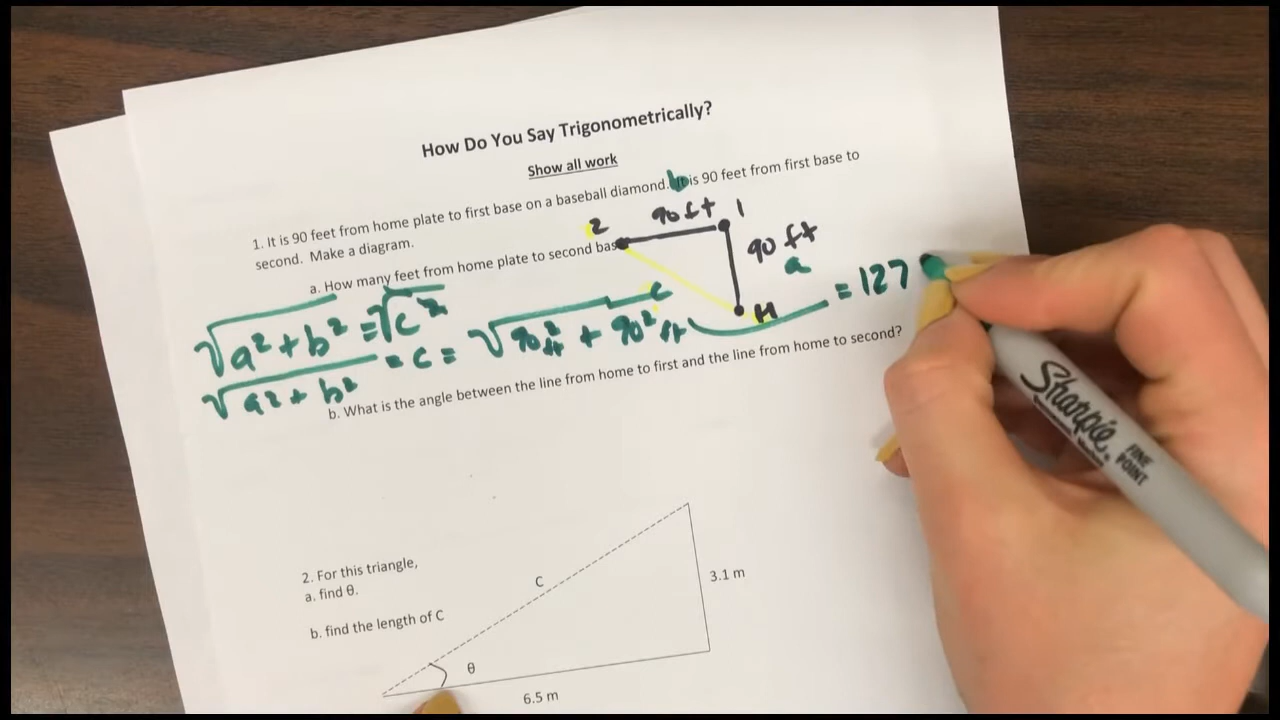 How Do You Say Trigonometrically?
Show all work
1. It is 90 feet from home plate to first base on a baseball diamond. It is 90 feet from first base to
second. Make a diagram.
b
90 ft
1
2
90 ft
a
H
c
a. How many feet from home plate to second bas
√a² + b² = √c²
√a² + b² = c = √90²ft + 90²ft = 127
b. What is the angle between the line from home to first and the line from home to second?
2. For this triangle,
a. find θ.
b. find the length of C
C
3.1 m
θ
6.5 m
Sharpie
FINE
POINT